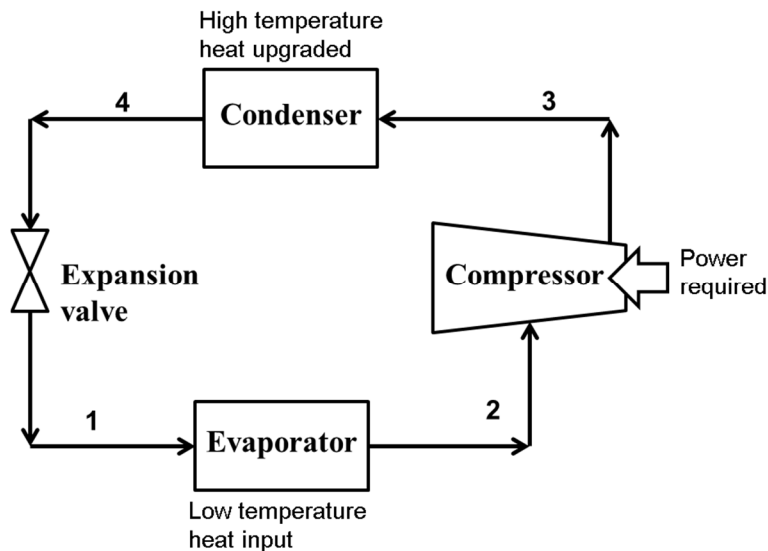 High temperature
heat upgraded
4
Condenser
3
Expansion
valve
Compressor
Power
required
1
Evaporator
2
Low temperature
heat input